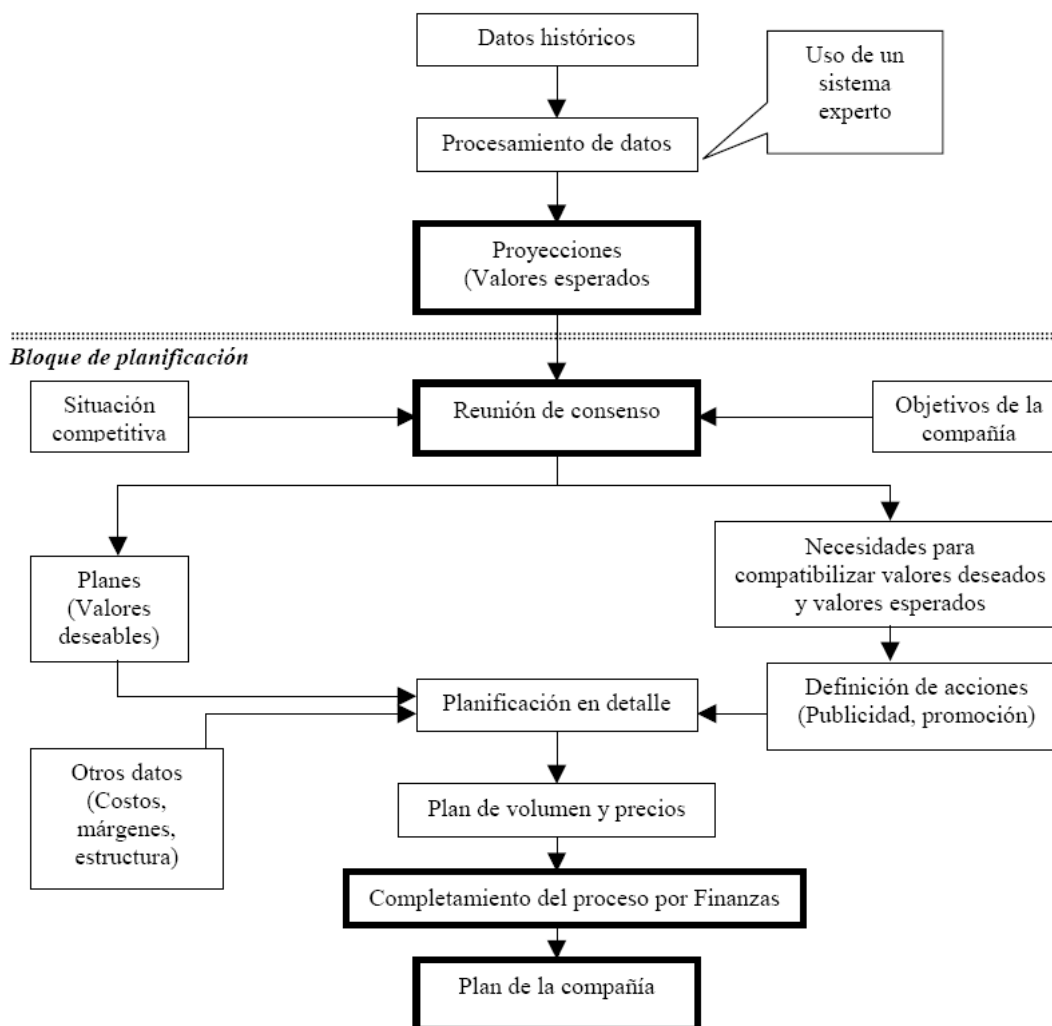 Datos históricos
Uso de un
sistema
experto
Procesamiento de datos
Proyecciones
(Valores esperados
Bloque de planificación
Situación
competitiva
Reunión de consenso
Objetivos de la
compañía
Planes
(Valores
deseables)
Necesidades para
compatibilizar valores deseados
y valores esperados
Planificación en detalle
Definición de acciones
(Publicidad, promoción)
Otros datos
(Costos,
márgenes,
estructura)
Plan de volumen y precios
Completamiento del proceso por Finanzas
Plan de la compañía